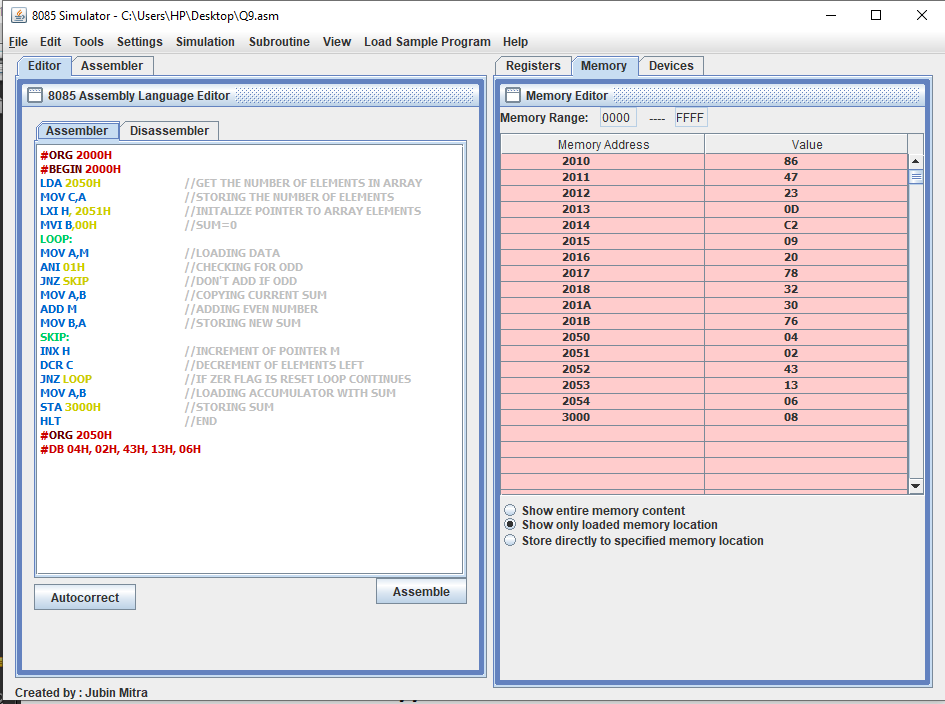 8085 Simulator - C:\Users\HP\Desktop\Q9.asm
File Edit Tools Settings Simulation Subroutine View Load Sample Program Help
Editor Assembler
8085 Assembly Language Editor
Assembler Disassembler
#ORG 2000H
#BEGIN 2000H
LDA 2050H //GET THE NUMBER OF ELEMENTS IN ARRAY
MOV C,A //STORING THE NUMBER OF ELEMENTS
LXI H, 2051H //INITALIZE POINTER TO ARRAY ELEMENTS
MVI B,00H //SUM=0
LOOP:
MOV A,M //LOADING DATA
ANI 01H //CHECKING FOR ODD
JNZ SKIP //DON'T ADD IF ODD
MOV A,B //COPYING CURRENT SUM
ADD M //ADDING EVEN NUMBER
MOV B,A //STORING NEW SUM
SKIP:
INX H //INCREMENT OF POINTER M
DCR C //DECREMENT OF ELEMENTS LEFT
JNZ LOOP //IF ZER FLAG IS RESET LOOP CONTINUES
MOV A,B //LOADING ACCUMULATOR WITH SUM
STA 3000H //STORING SUM
HLT //END
#ORG 2050H
#DB 04H, 02H, 43H, 13H, 06H
Autocorrect Assemble
Registers Memory Devices
Memory Editor
Memory Range: 0000 ---- FFFF
Memory Address Value
2010 86
2011 47
2012 23
2013 0D
2014 C2
2015 09
2016 20
2017 78
2018 32
201A 30
201B 76
2050 04
2051 02
2052 43
2053 13
2054 06
3000 08
Show entire memory content
Show only loaded memory location
Store directly to specified memory location
Created by : Jubin Mitra